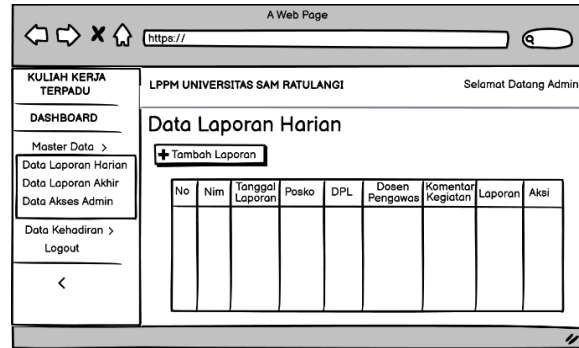 A Web Page
https://
KULIAH KERJA
TERPADU
DASHBOARD
Master Data >
Data Laporan Harian
Data Laporan Akhir
Data Akses Admin
Data Kehadiran >
Logout
<
LPPM UNIVERSITAS SAM RATULANGI
Selamat Datang Admin
Data Laporan Harian
+ Tambah Laporan
No
Nim
Tanggal
Laporan
Posko
DPL
Dosen
Pengawas
Komentar
Kegiatan
Laporan
Aksi